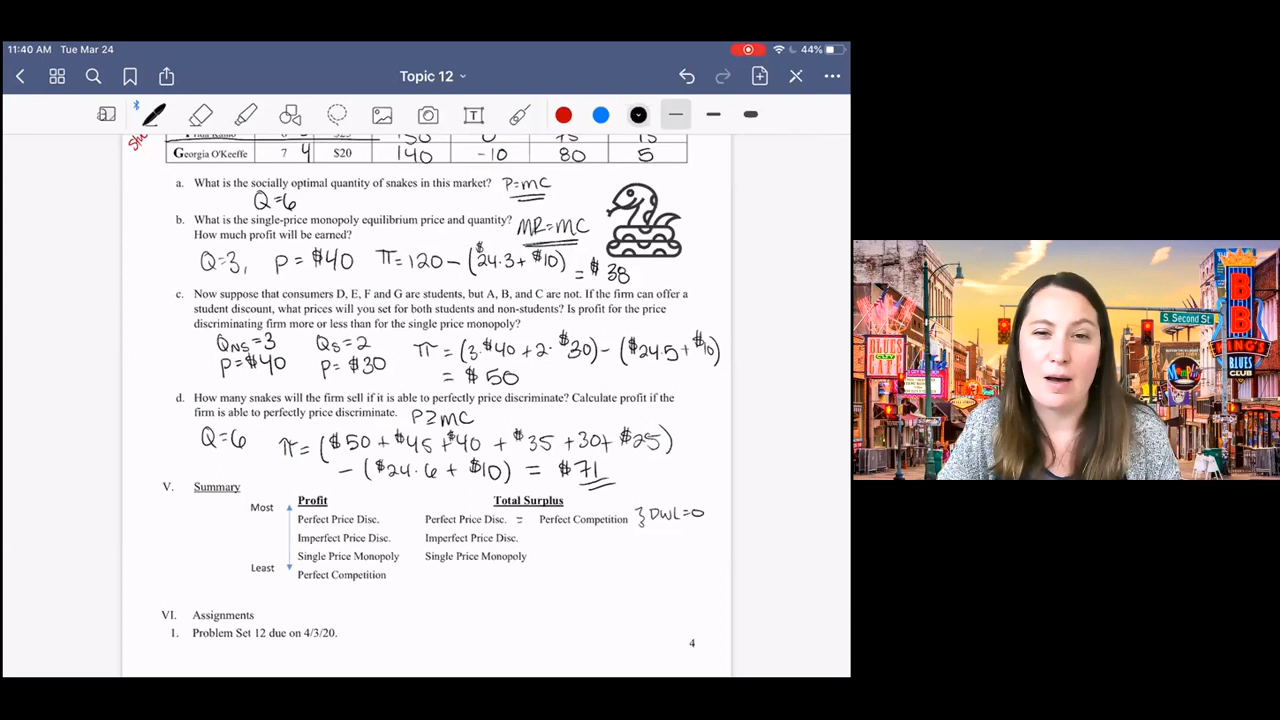 11:40 AM Tue Mar 24
44%
Topic 12
Georgia O'Keeffe 7 4 $20 140 -10 80 5
a. What is the socially optimal quantity of snakes in this market? P=MC
Q=6
b. What is the single-price monopoly equilibrium price and quantity? MR=MC
How much profit will be earned?
Q=3, P=$40 π=120-($24·3+$10)
=$38
c. Now suppose that consumers D, E, F and G are students, but A, B, and C are not. If the firm can offer a
student discount, what prices will you set for both students and non-students? Is profit for the price
discriminating firm more or less than for the single price monopoly?
QNS=3 QS=2 π=(3·$40+2·$30)-($24·5+$10)
P=$40 P=$30
=$50
d. How many snakes will the firm sell if it is able to perfectly price discriminate? Calculate profit if the
firm is able to perfectly price discriminate. P≥MC
Q=6 π=($50+$45+$40+$35+30+$25)
-($24·6+$10)=$71
V. Summary
Profit Total Surplus
Most
Perfect Price Disc. Perfect Price Disc. = Perfect Competition } DWL=0
Imperfect Price Disc. Imperfect Price Disc.
Single Price Monopoly Single Price Monopoly
Least
Perfect Competition
VI. Assignments
1. Problem Set 12 due on 4/3/20.
4
S. Second St
BLUES
B
B
KING'S
BLUES CLUB
Memphis